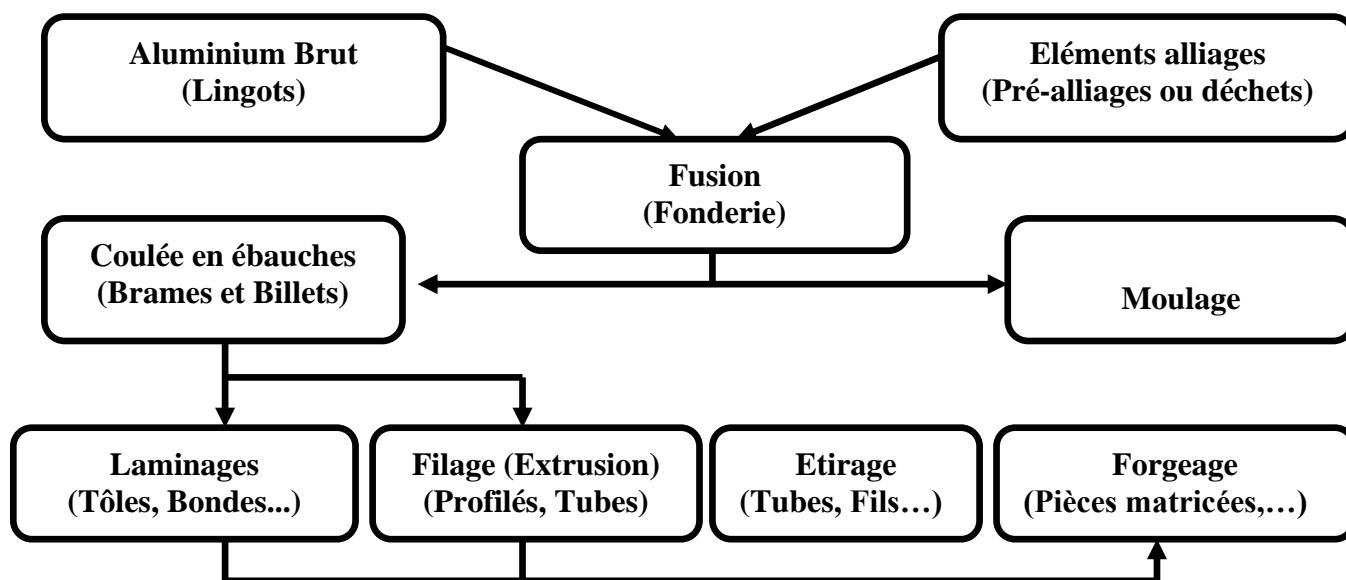 Aluminium Brut
(Lingots)
Eléments alliages
(Pré-alliages ou déchets)
Fusion
(Fonderie)
Coulée en ébauches
(Brames et Billets)
Moulage
Laminages
(Tôles, Bondes...)
Filage (Extrusion)
(Profilés, Tubes)
Etirage
(Tubes, Fils…)
Forgeage
(Pièces matricées,…)